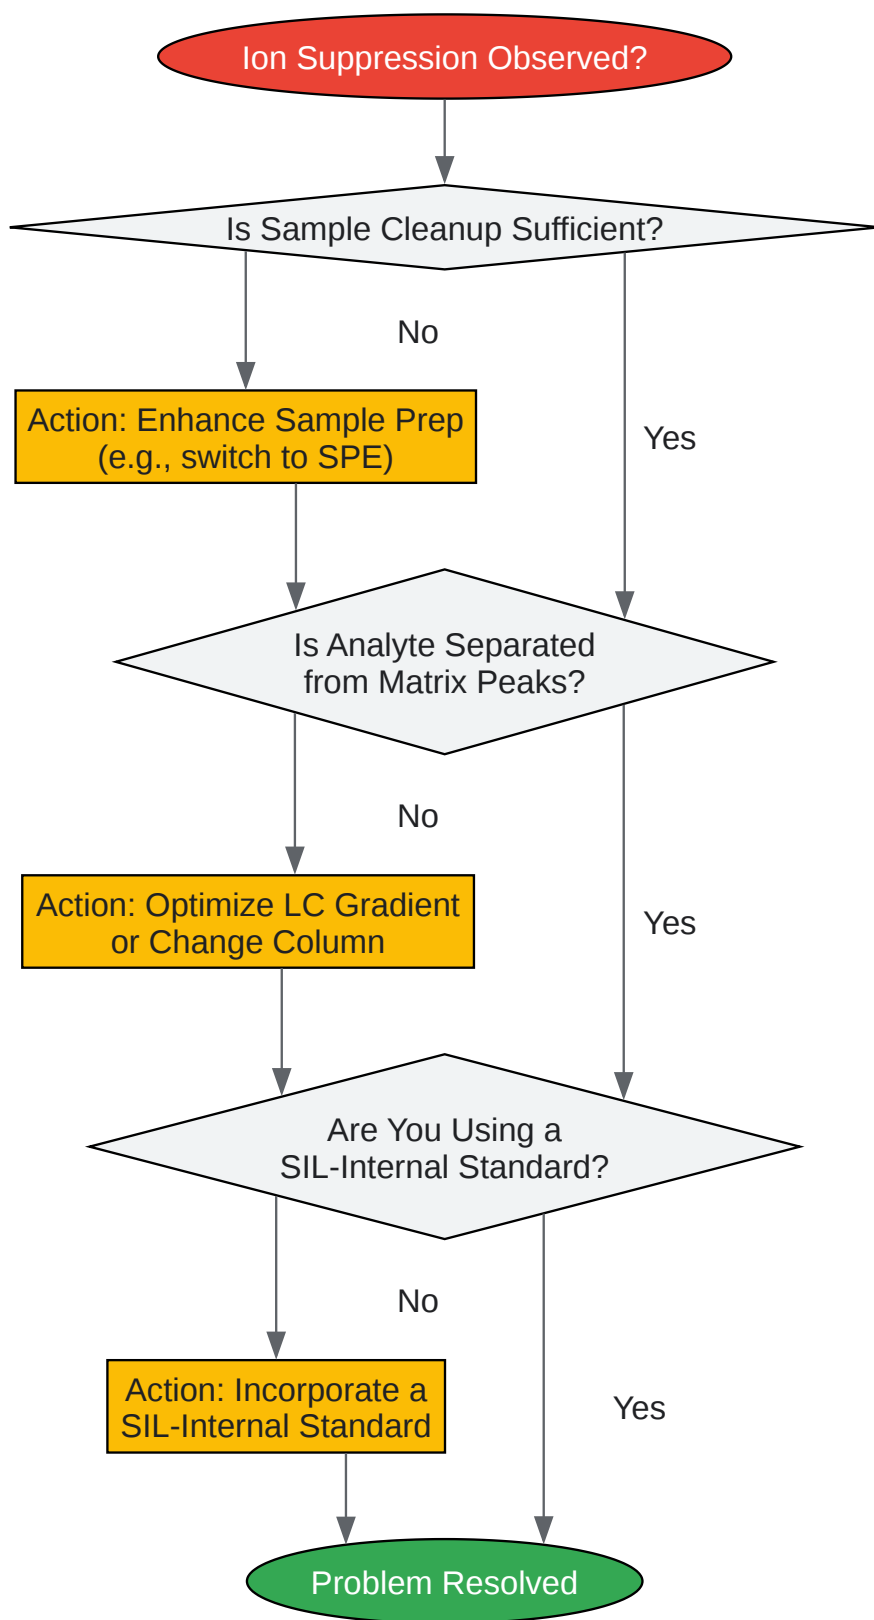 Ion Suppression Observed?
Is Sample Cleanup Sufficient?
No
Action: Enhance Sample Prep
(e.g., switch to SPE)
Yes
Is Analyte Separated
from Matrix Peaks?
No
Action: Optimize LC Gradient
or Change Column
Yes
Are You Using a
SIL-Internal Standard?
No
Action: Incorporate a
SIL-Internal Standard
Yes
Problem Resolved